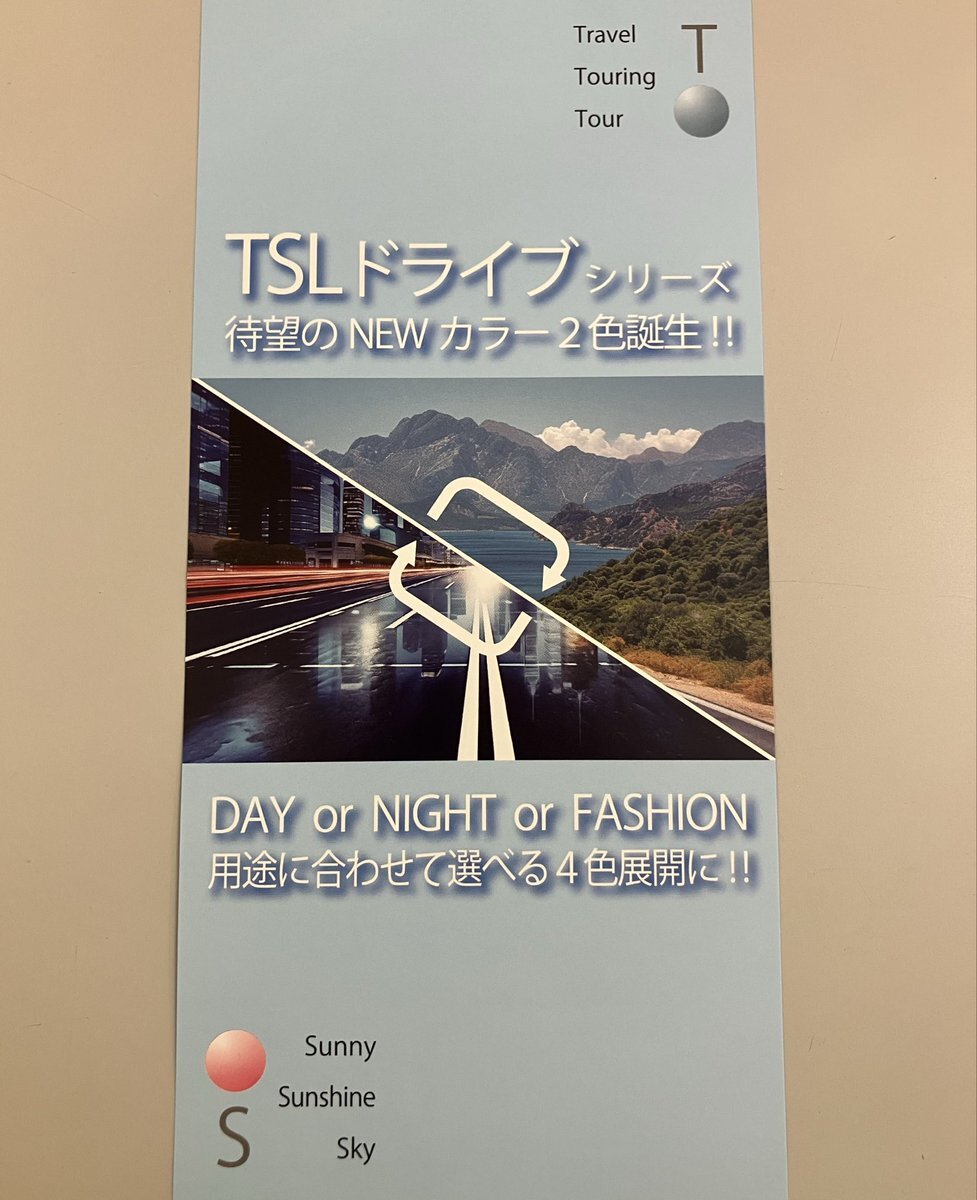 Travel
Touring
Tour
T
TSLドライブシリーズ
待望のNEWカラー2色誕生!!
DAY or NIGHT or FASHION
用途に合わせて選べる4色展開に!!
S
Sunny
Sunshine
Sky